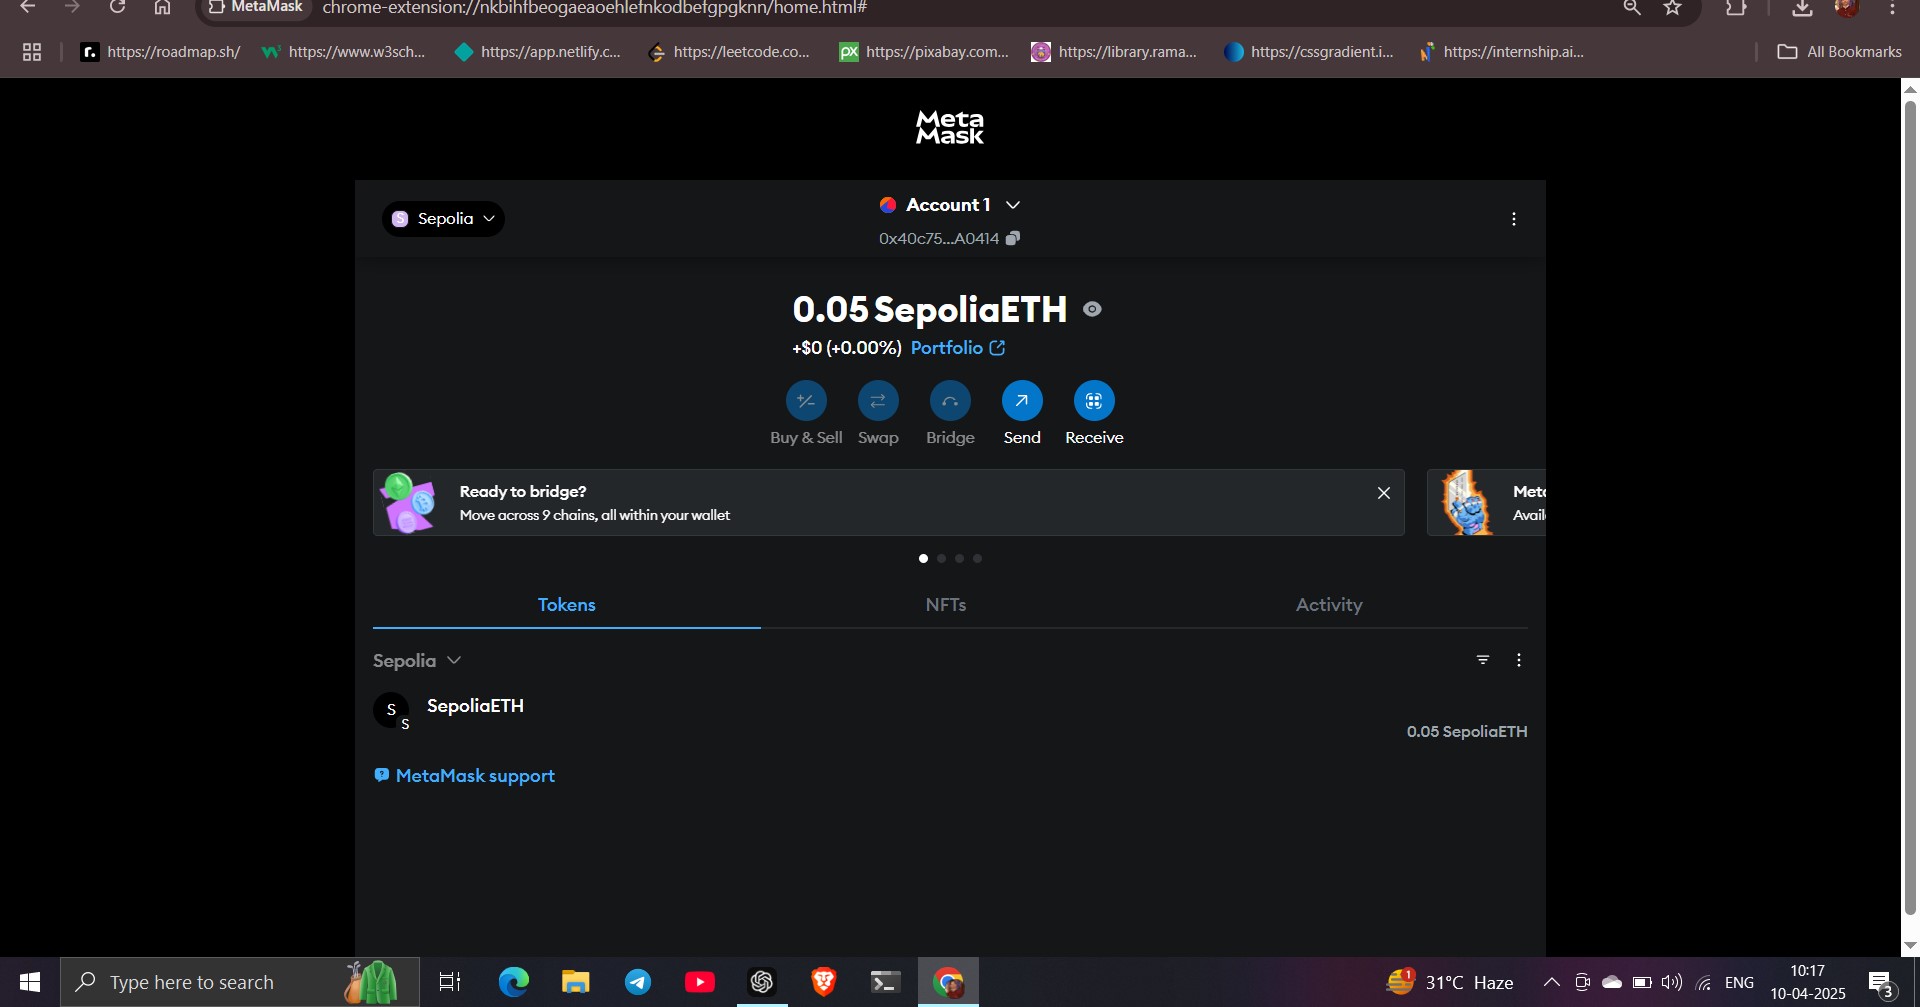 MetaMask
chrome-extension://nkbihfbeogaeaoehlefnkodbefgpgknn/home.html#
https://roadmap.sh/
https://www.w3sch...
https://app.netlify.c...
https://leetcode.co...
https://pixabay.com...
https://library.rama...
https://cssgradient.i...
https://internship.ai...
All Bookmarks
Meta
Mask
S Sepolia
Account 1
0x40c75...A0414
0.05 SepoliaETH
+$0 (+0.00%) Portfolio
Buy & Sell
Swap
Bridge
Send
Receive
Ready to bridge?
Move across 9 chains, all within your wallet
Tokens
NFTs
Activity
Sepolia
S
S
SepoliaETH
0.05 SepoliaETH
MetaMask support
Type here to search
1
31°C Haze
ENG
10:17
10-04-2025
3